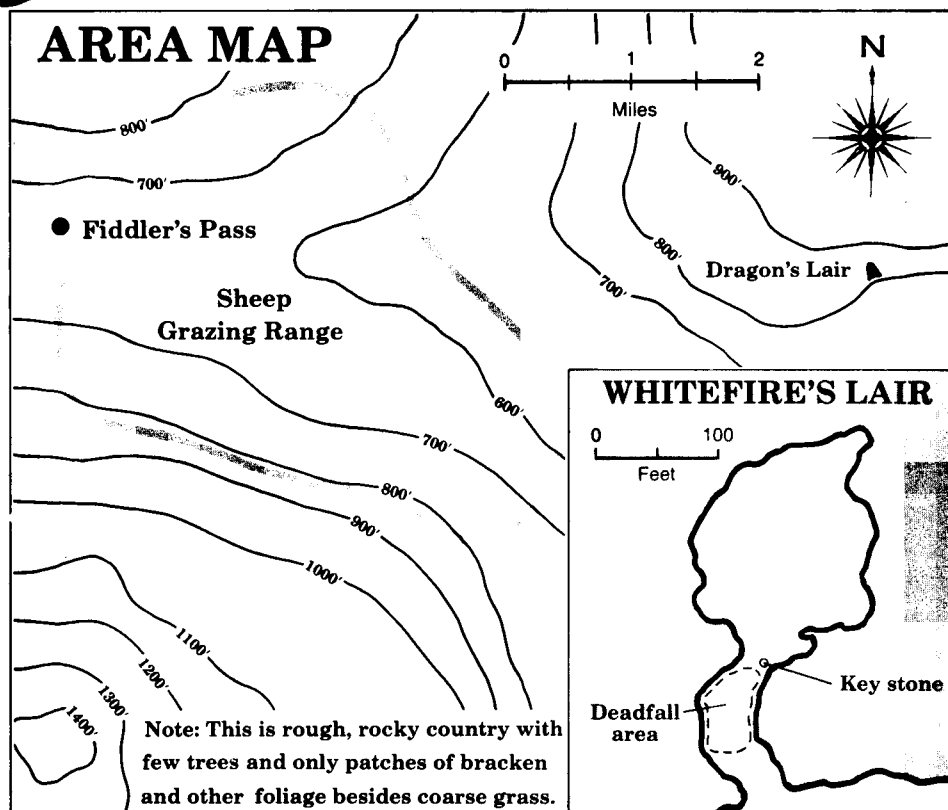 AREA MAP
0 1 2
Miles
N
800'
700'
900'
Fiddler's Pass
800'
Dragon's Lair
700'
Sheep
Grazing Range
600'
700'
800'
900'
1000'
1100'
1200'
1300'
1400'
Note: This is rough, rocky country with
few trees and only patches of bracken
and other foliage besides coarse grass.
WHITEFIRE'S LAIR
0 100
Feet
Key stone
Deadfall
area